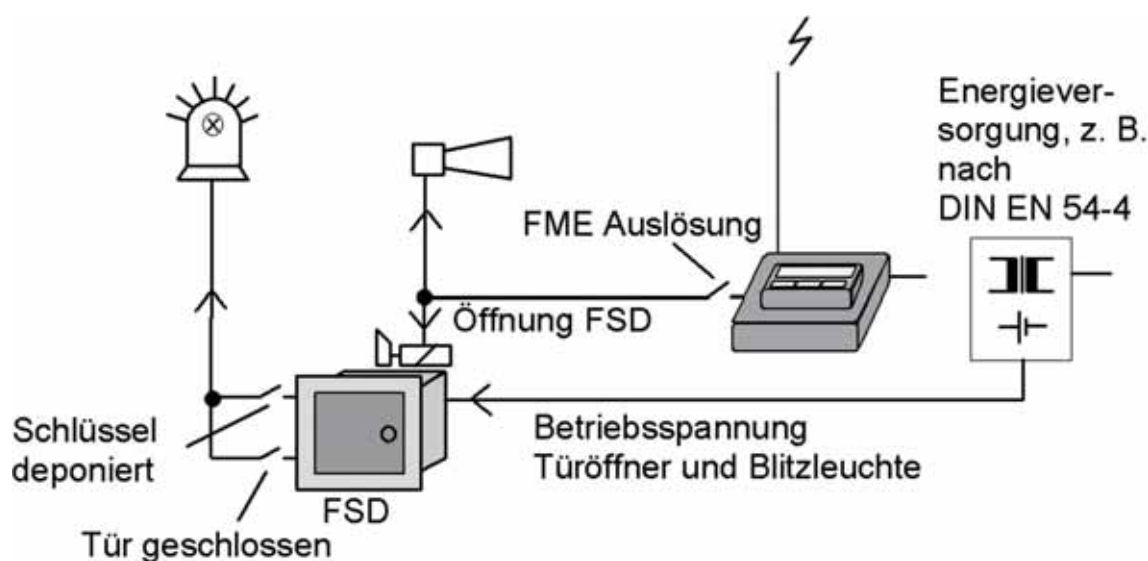 Energiever-
sorgung, z. B.
nach
DIN EN 54-4
FME Auslösung
Öffnung FSD
Schlüssel
deponiert
Betriebsspannung
Türöffner und Blitzleuchte
FSD
Tür geschlossen